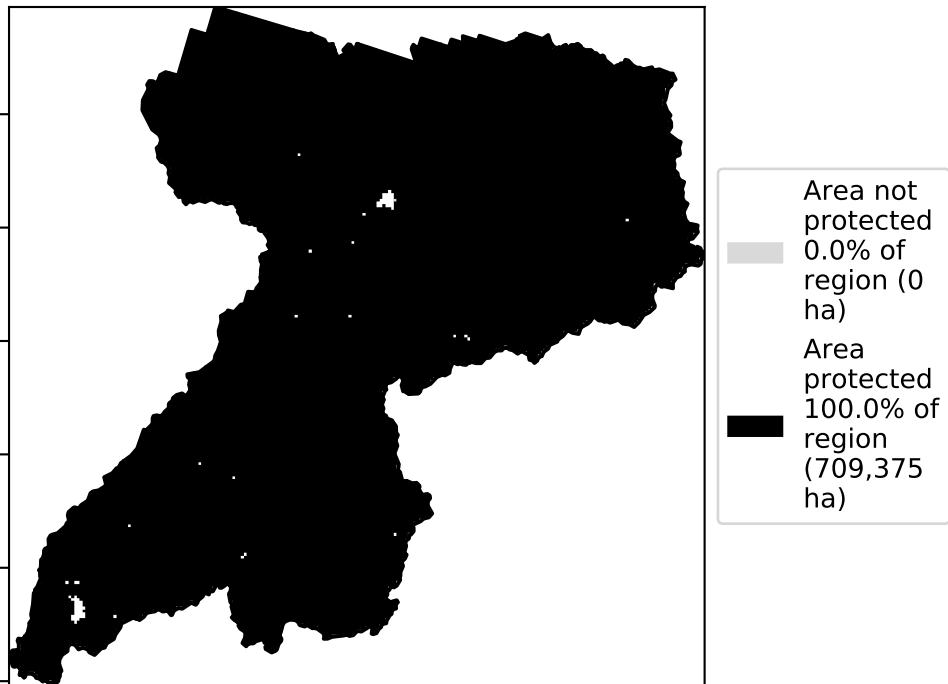 Area not
protected
0.0% of
region (0
ha)
Area
protected
100.0% of
region
(709,375
ha)